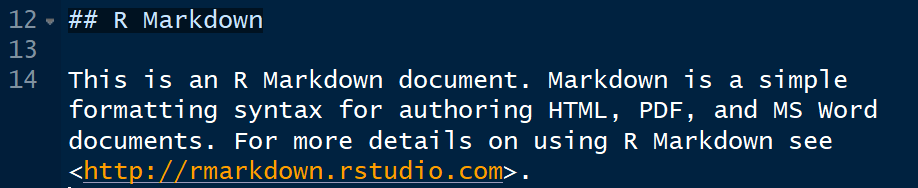 12 ## R Markdown
13
14 This is an R Markdown document. Markdown is a simple
formatting syntax for authoring HTML, PDF, and MS Word
documents. For more details on using R Markdown see
<http://rmarkdown.rstudio.com>.